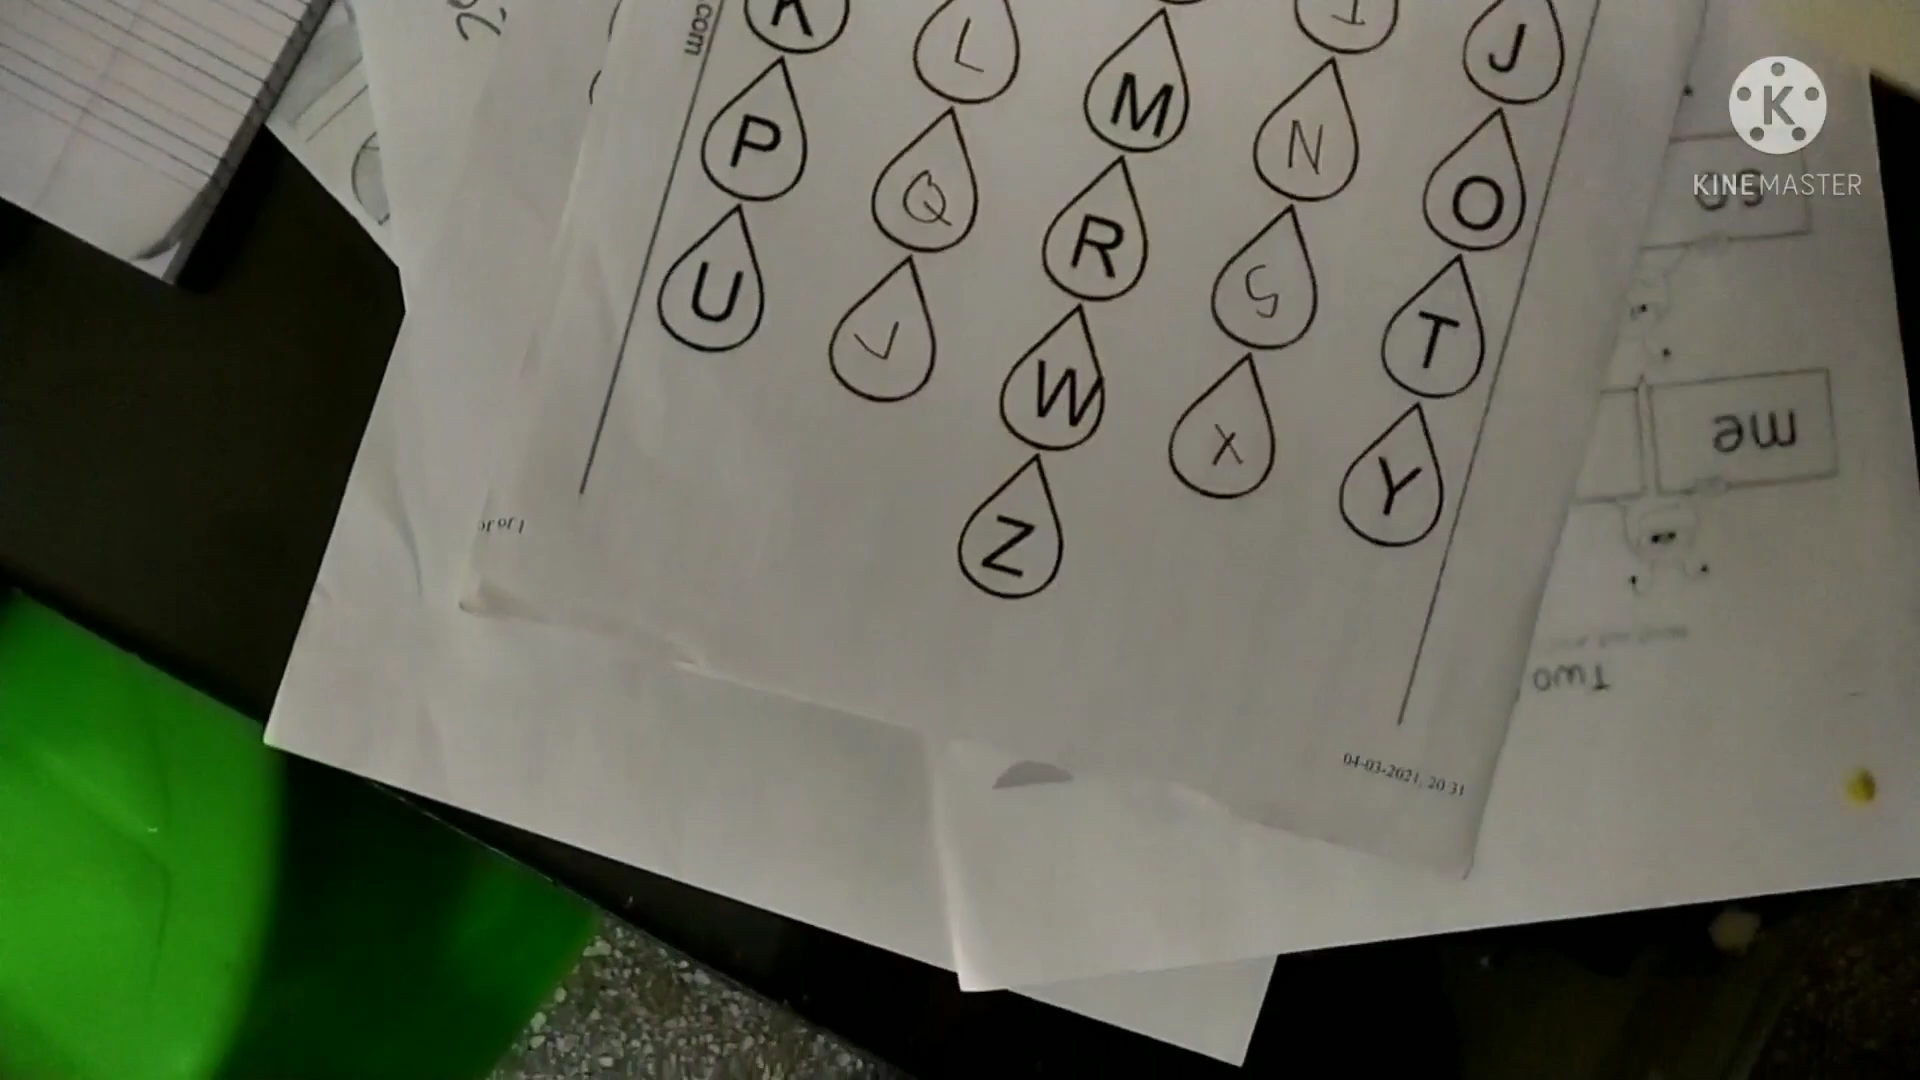 .com
I
K L M N J
P Q R S O
U V W X T
Z Y
1 of 1
04-03-2021, 20:31
me
Two
KINEMASTER